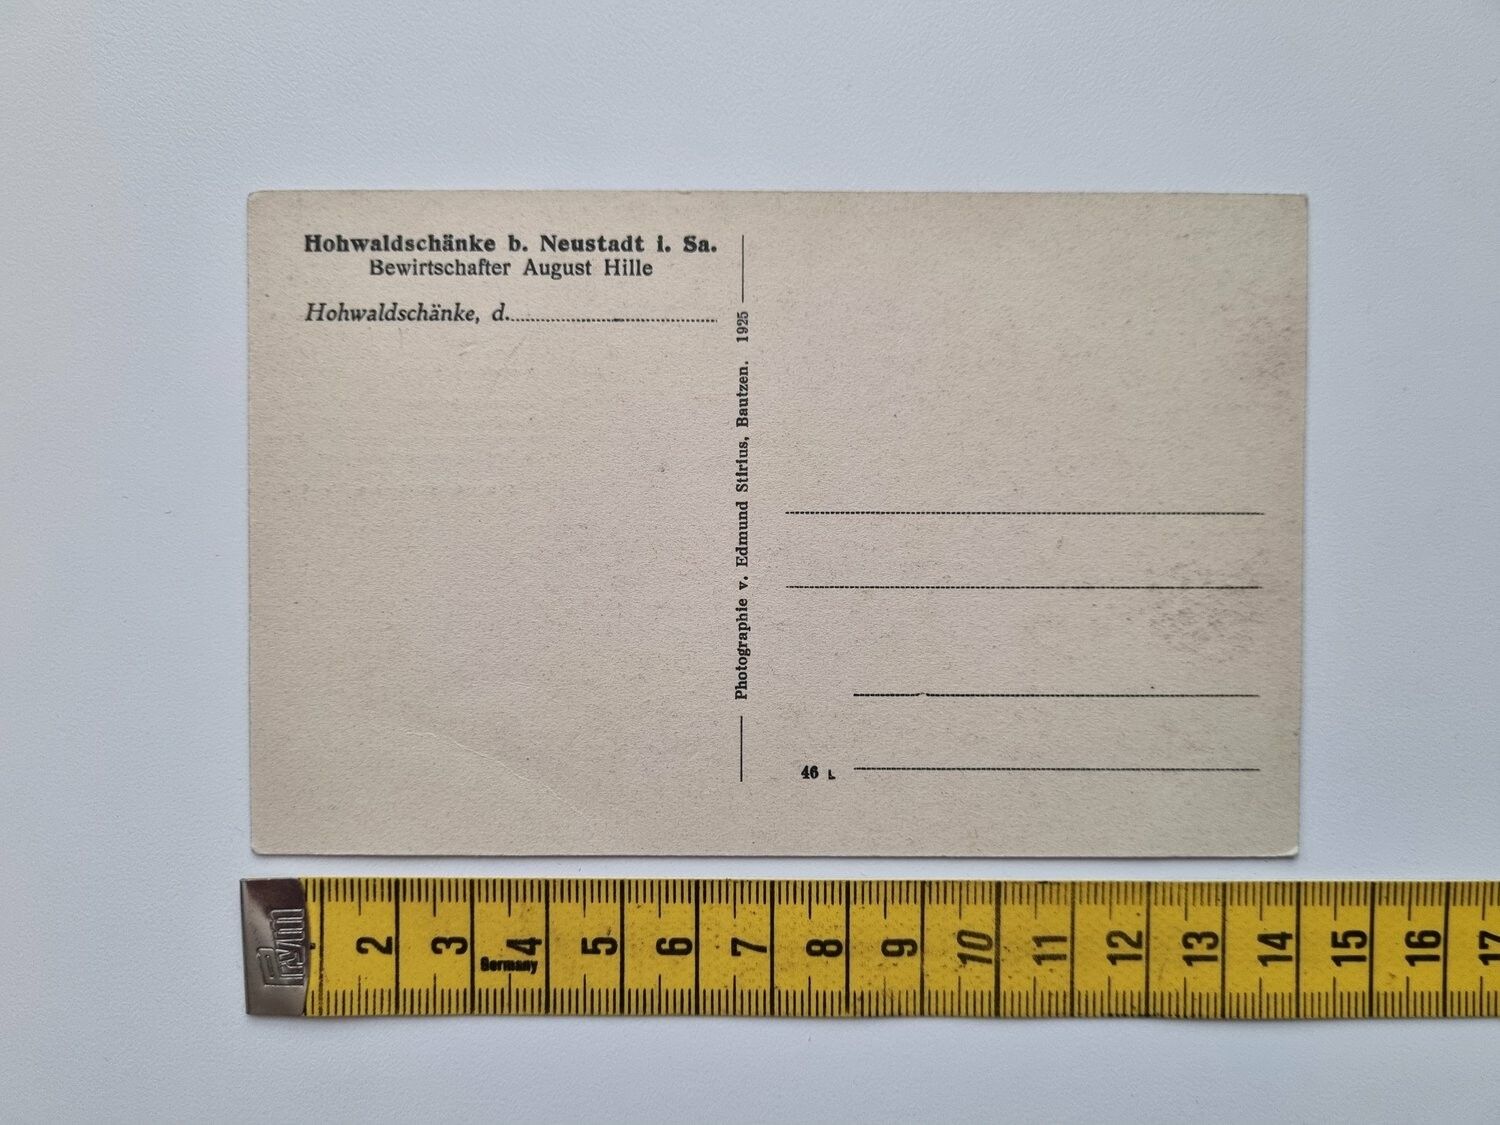 Hohwaldschänke b. Neustadt i. Sa.
Bewirtschafter August Hille
Hohwaldschänke, d.
Photographie v. Edmund Stirius, Bautzen. 1925
46 L
Prym
2 3 4 5 6 7 8 9 10 11 12 13 14 15 16 17
Germany